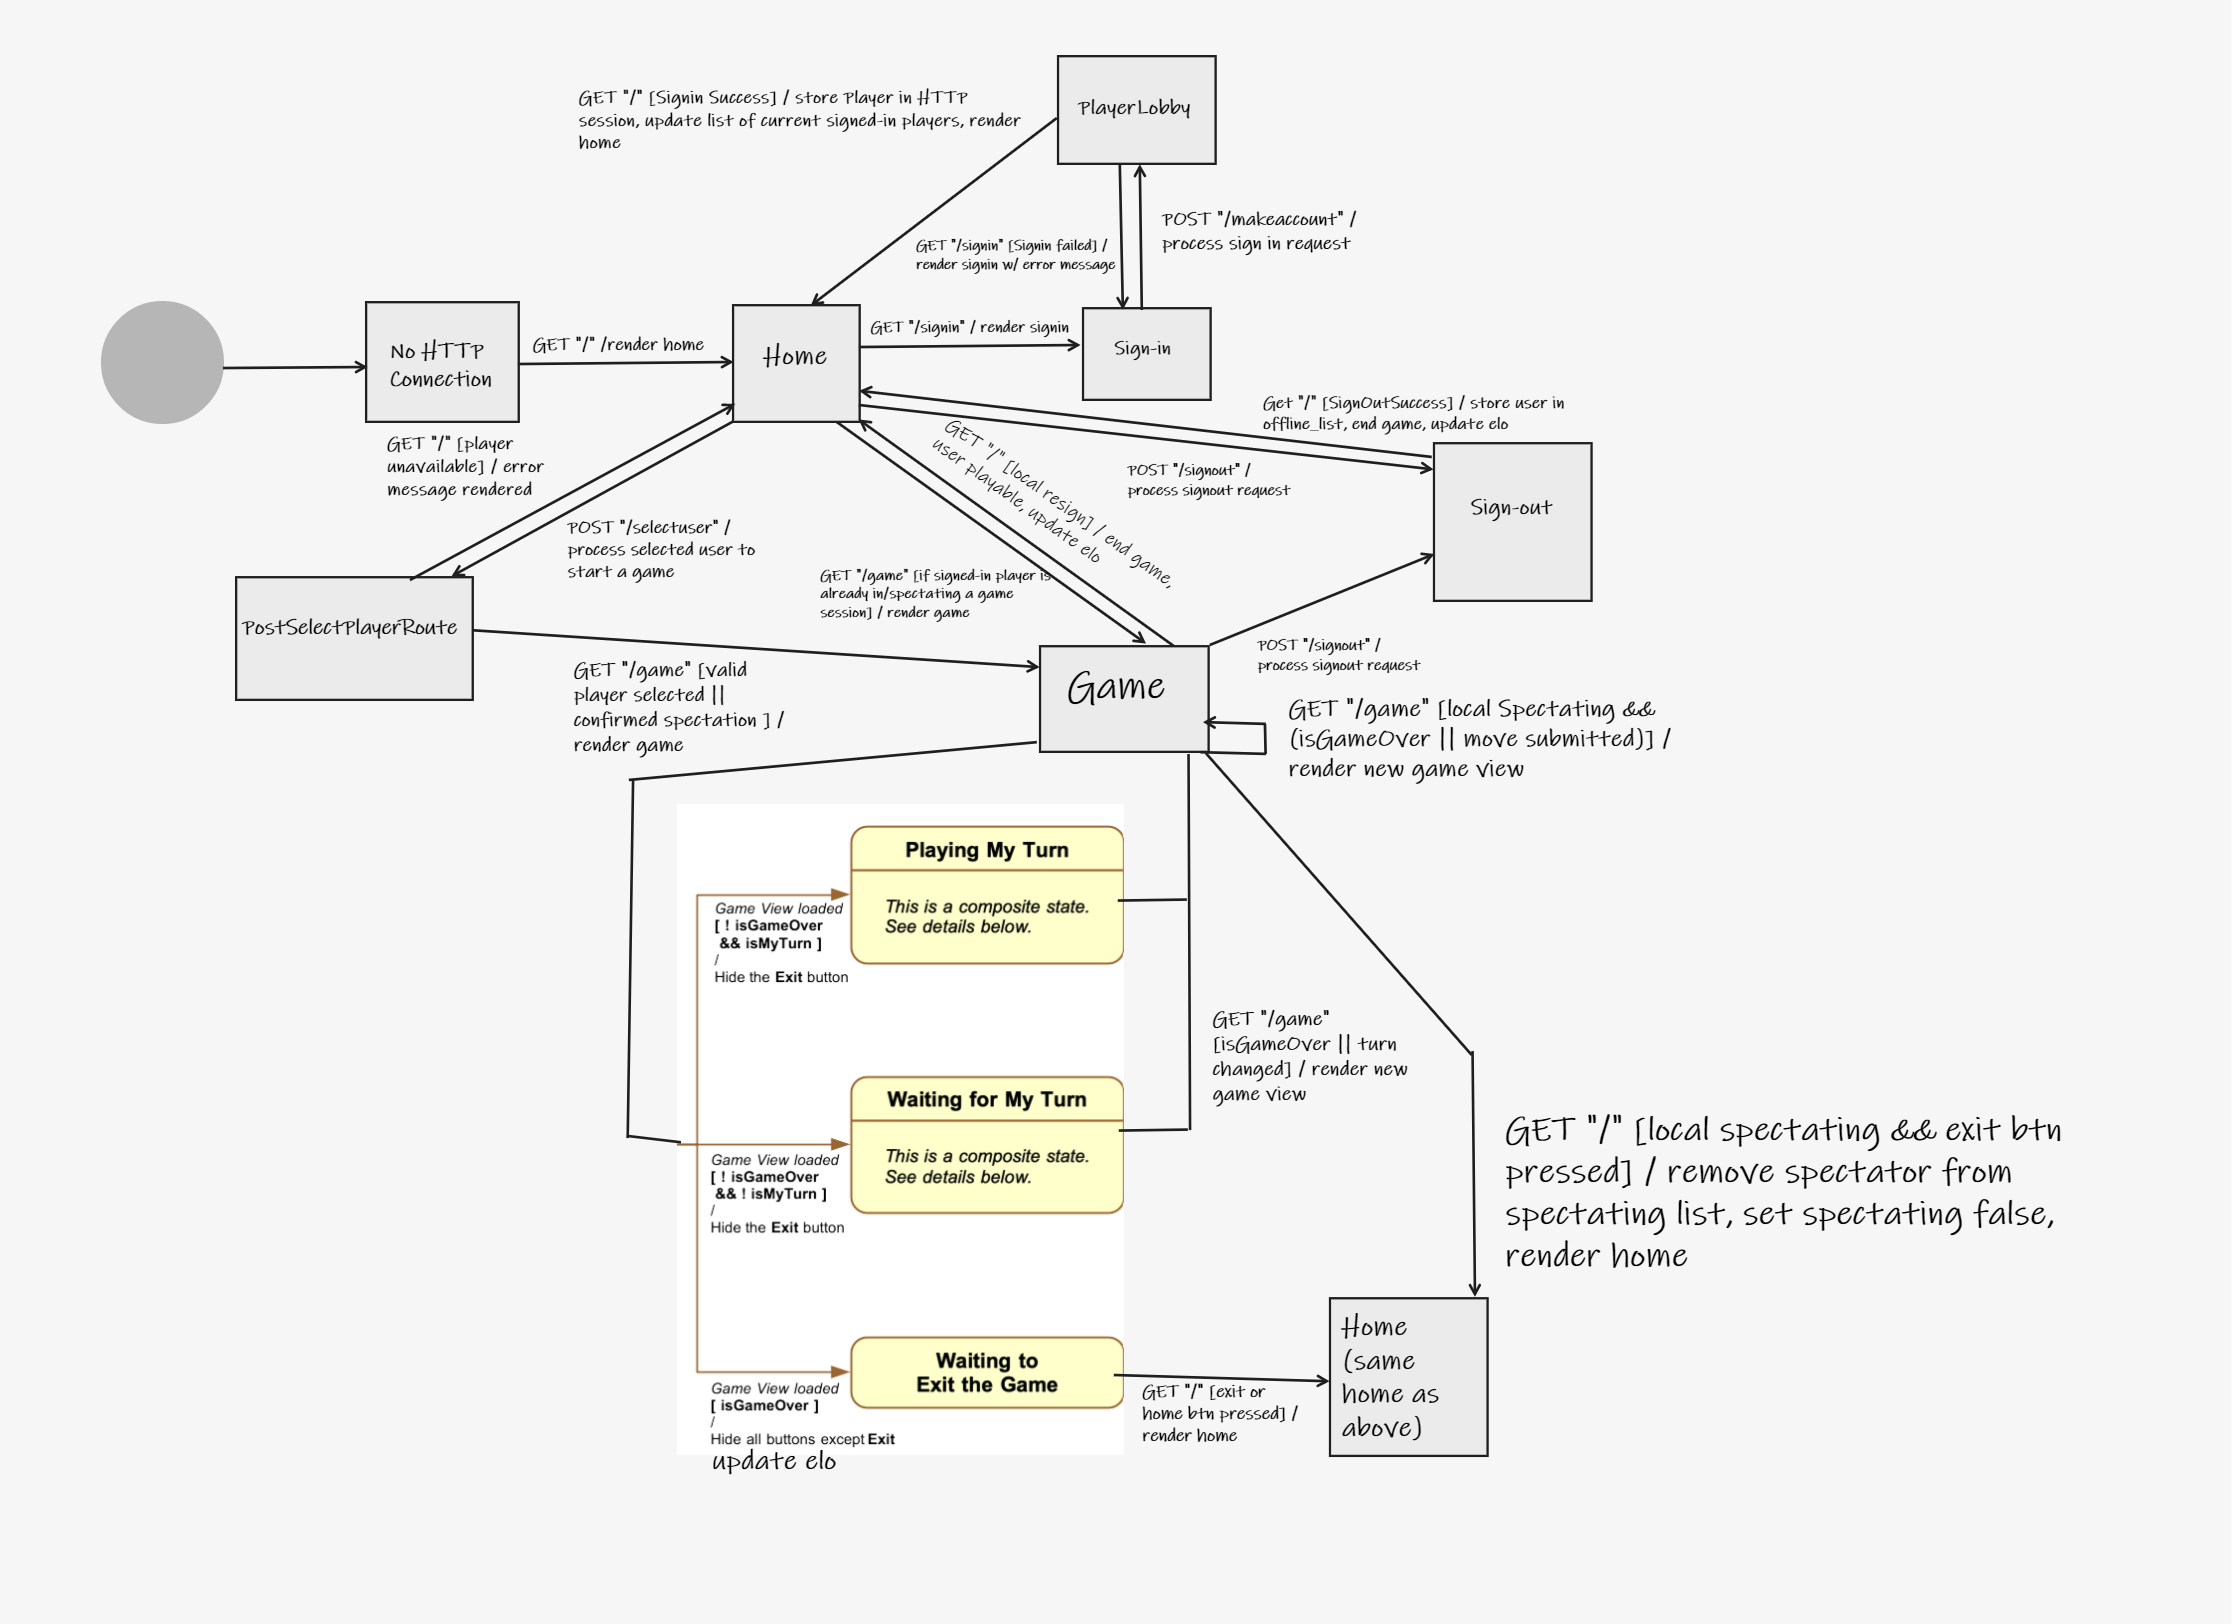 PlayerLobby
GET "/" [Signin Success] / store Player in HTTP
session, update list of current signed-in players, render
home
POST "/makeaccount" /
process sign in request
GET "/signin" [Signin failed] /
render signin w/ error message
No HTTP
Connection
GET "/" /render home
Home
GET "/signin" / render signin
Sign-in
Get "/" [SignOutSuccess] / store user in
offline_list, end game, update elo
GET "/" [player
unavailable] / error
message rendered
GET "/" [local resign] / end game,
user playable, update elo
POST "/signout" /
process signout request
Sign-out
POST "/selectuser" /
process selected user to
start a game
GET "/game" [if signed-in player is
already in/spectating a game
session] / render game
PostSelectPlayerRoute
POST "/signout" /
process signout request
GET "/game" [valid
player selected ||
confirmed spectation ] /
render game
Game
GET "/game" [local Spectating &&
(isGameOver || move submitted)] /
render new game view
Playing My Turn
This is a composite state.
See details below.
Game View loaded
[ ! isGameOver
&& isMyTurn ]
/
Hide the Exit button
GET "/game"
[isGameOver || turn
changed] / render new
game view
Waiting for My Turn
This is a composite state.
See details below.
Game View loaded
[ ! isGameOver
&& ! isMyTurn ]
/
Hide the Exit button
GET "/" [local spectating && exit btn
pressed] / remove spectator from
spectating list, set spectating false,
render home
Waiting to
Exit the Game
Game View loaded
[ isGameOver ]
/
Hide all buttons except Exit
update elo
GET "/" [exit or
home btn pressed] /
render home
Home
(same
home as
above)